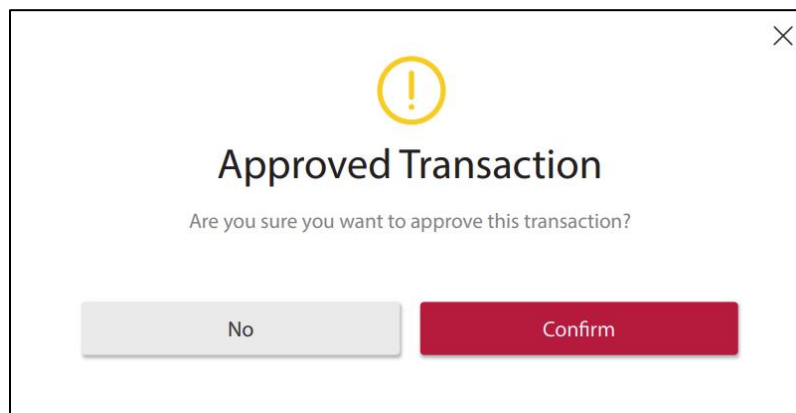 Approved Transaction
Are you sure you want to approve this transaction?
No
Confirm